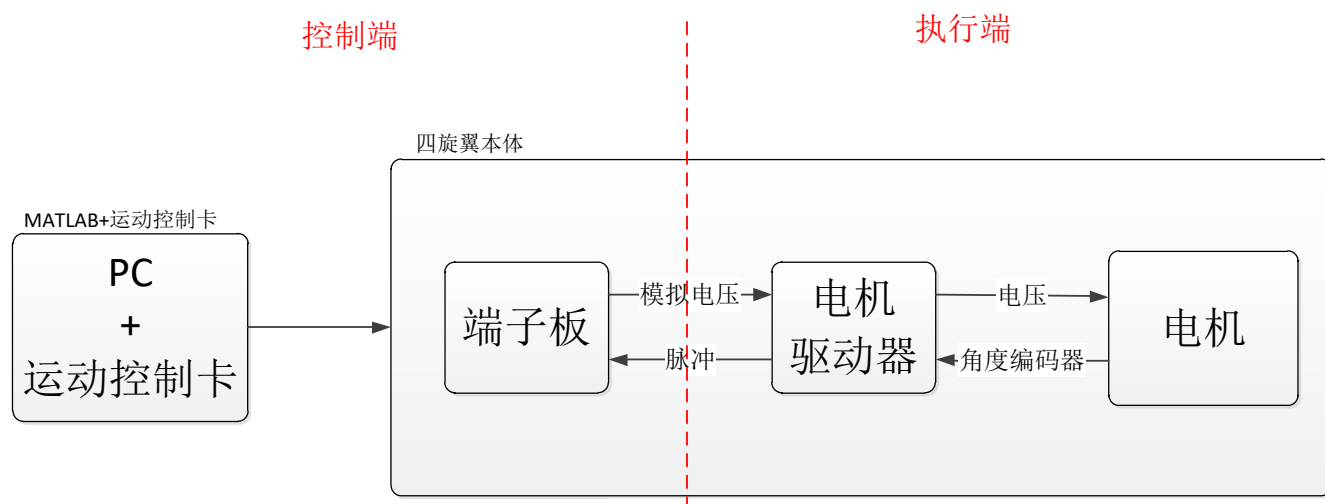 控制端
执行端
四旋翼本体
MATLAB+运动控制卡
PC
+
运动控制卡
端子板
模拟电压
脉冲
电机
驱动器
电压
角度编码器
电机